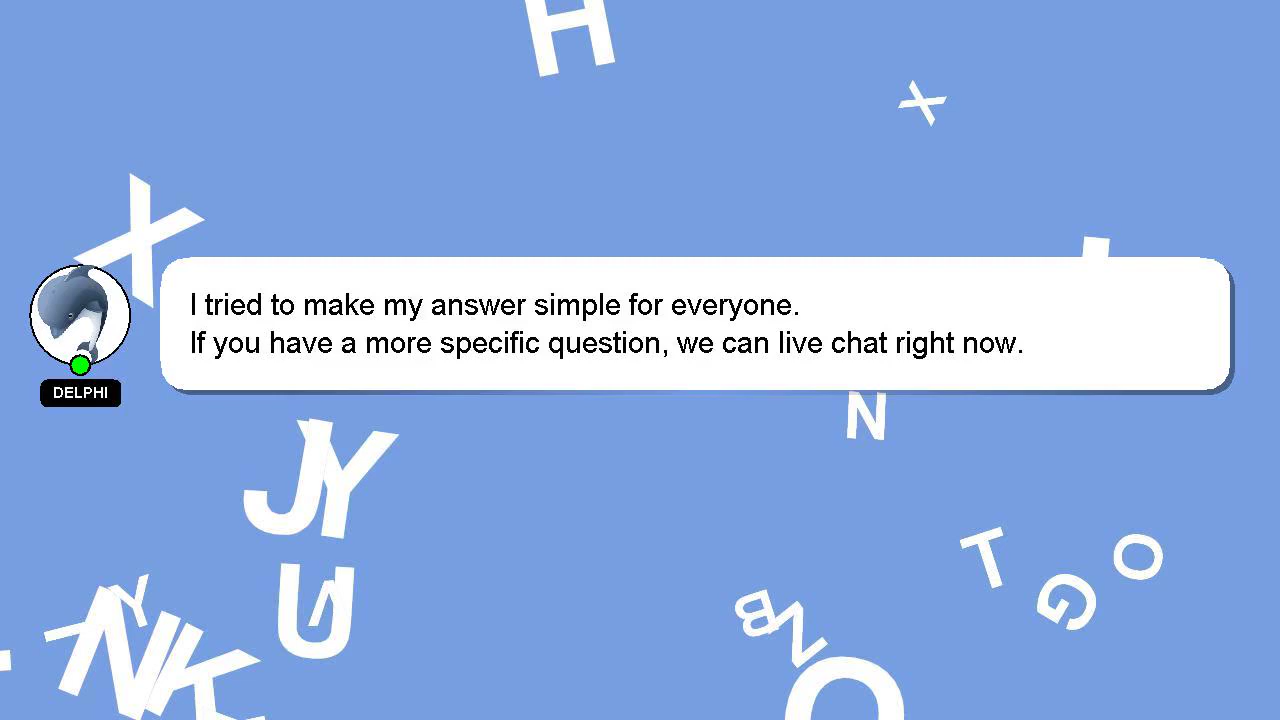 H
X
X
I tried to make my answer simple for everyone.
If you have a more specific question, we can live chat right now.
DELPHI
N
J
Y
T
O
G
U
B
Z
Y
N
K
O